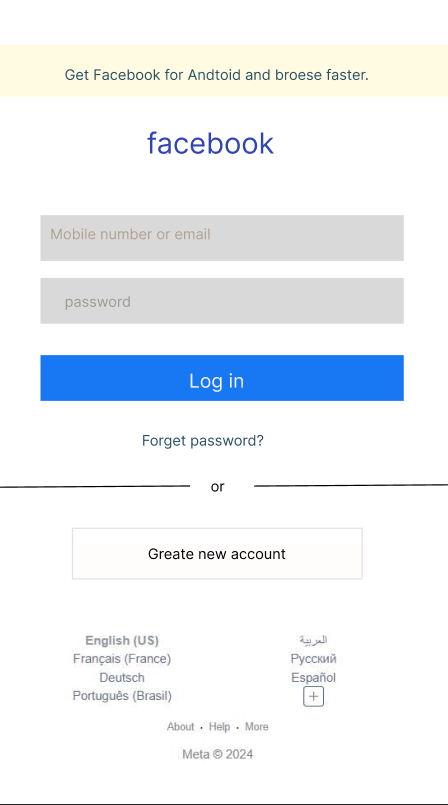 Get Facebook for Andtoid and broese faster.
facebook
Mobile number or email
password
Log in
Forget password?
or
Greate new account
English (US)
العربية
Français (France)
Русский
Deutsch
Español
Português (Brasil)
+
About · Help · More
Meta © 2024